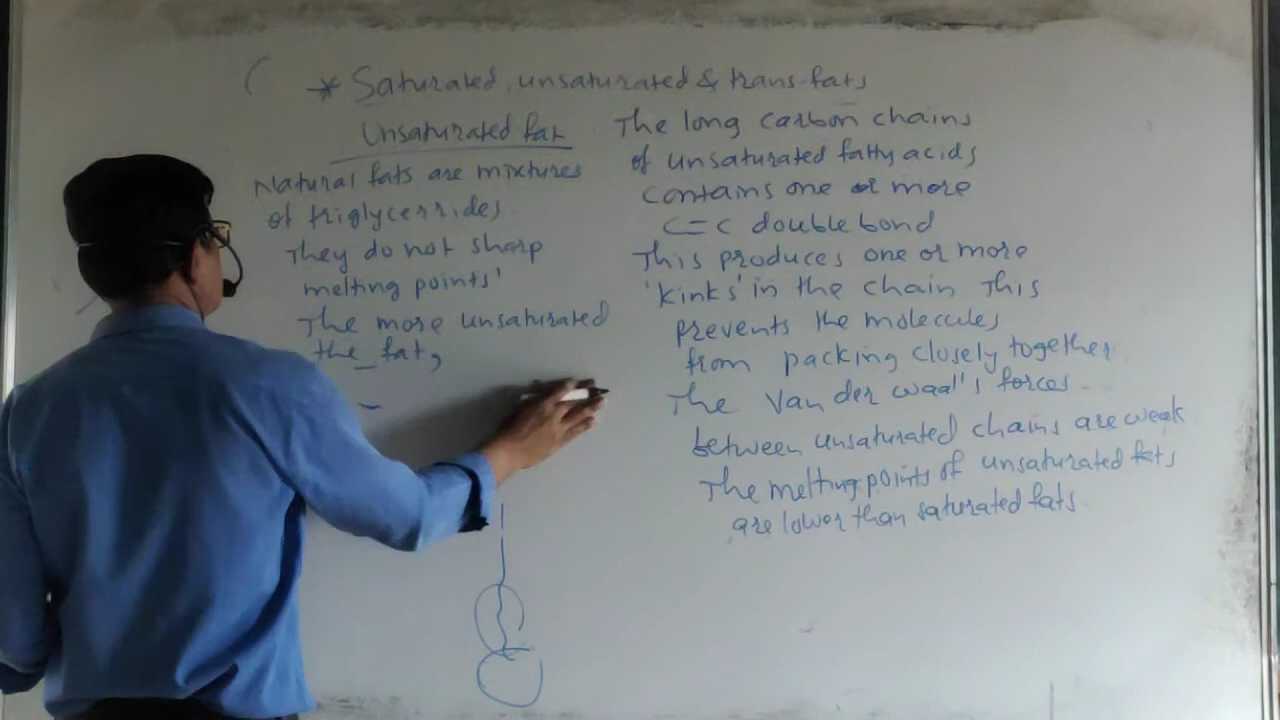 * Saturated, unsaturated & trans-fats
Unsaturated fat
Natural fats are mixtures
of triglycerrides
They do not sharp
melting points'
The more unsaturated
the fat,
The long carbon chains
of unsaturated fatty acids
contains one or more
C=C double bond
This produces one or more
'kinks' in the chain This
prevents the molecules
from packing closely together
The Van der waal's forces
between unsaturated chains are weak
The melting points of unsaturated fats
are lower than saturated fats